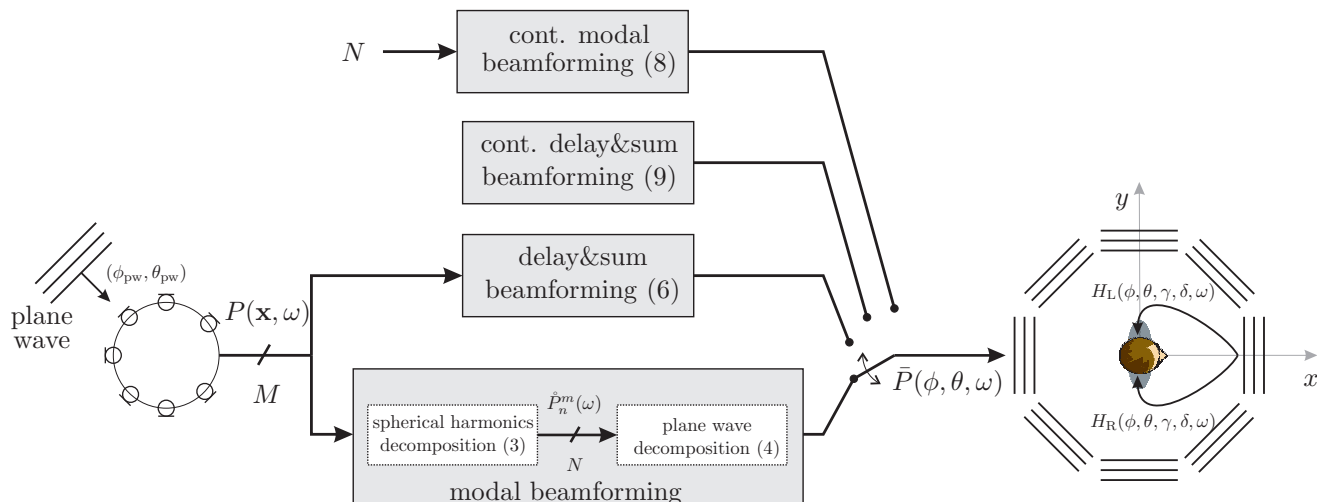 N
cont. modal
beamforming (8)
cont. delay&sum
beamforming (9)
delay&sum
beamforming (6)
(ϕ_pw, θ_pw)
plane
wave
P(x, ω)
M
spherical harmonics
decomposition (3)
P̊_n^m(ω)
N
plane wave
decomposition (4)
modal beamforming
P̄(ϕ, θ, ω)
y
H_L(ϕ, θ, γ, δ, ω)
x
H_R(ϕ, θ, γ, δ, ω)